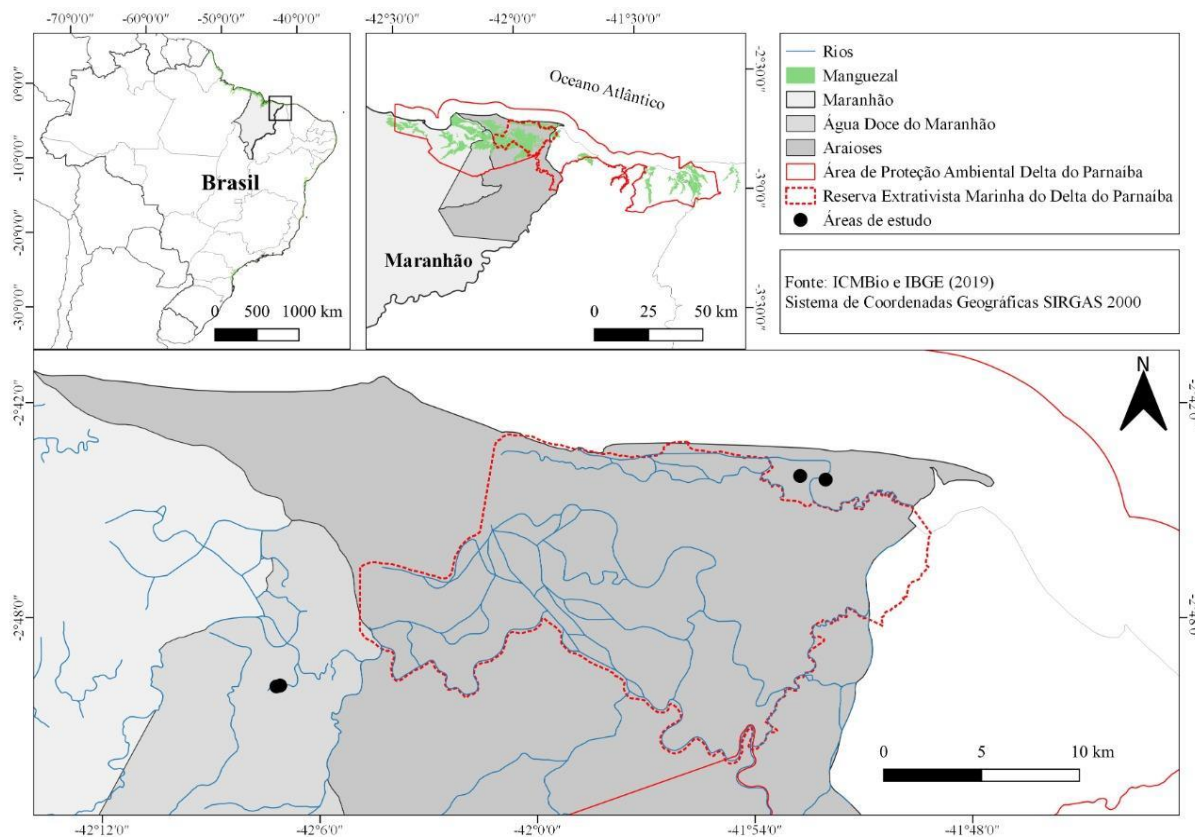 -70°0'0"
-60°0'0"
-50°0'0"
-40°0'0"
-42°30'0"
-42°0'0"
-41°30'0"
0°0'0"
-10°0'0"
-20°0'0"
-30°0'0"
Brasil
0 500 1000 km
Oceano Atlântico
Maranhão
0 25 50 km
-2°30'0"
-3°0'0"
-3°30'0"
Rios
Manguezal
Maranhão
Água Doce do Maranhão
Araioses
Área de Proteção Ambiental Delta do Parnaíba
Reserva Extrativista Marinha do Delta do Parnaíba
Áreas de estudo
Fonte: ICMBio e IBGE (2019)
Sistema de Coordenadas Geográficas SIRGAS 2000
N
-2°42'0"
-2°48'0"
-2°48'0"
0 5 10 km
-42°12'0"
-42°6'0"
-42°0'0"
-41°54'0"
-41°48'0"